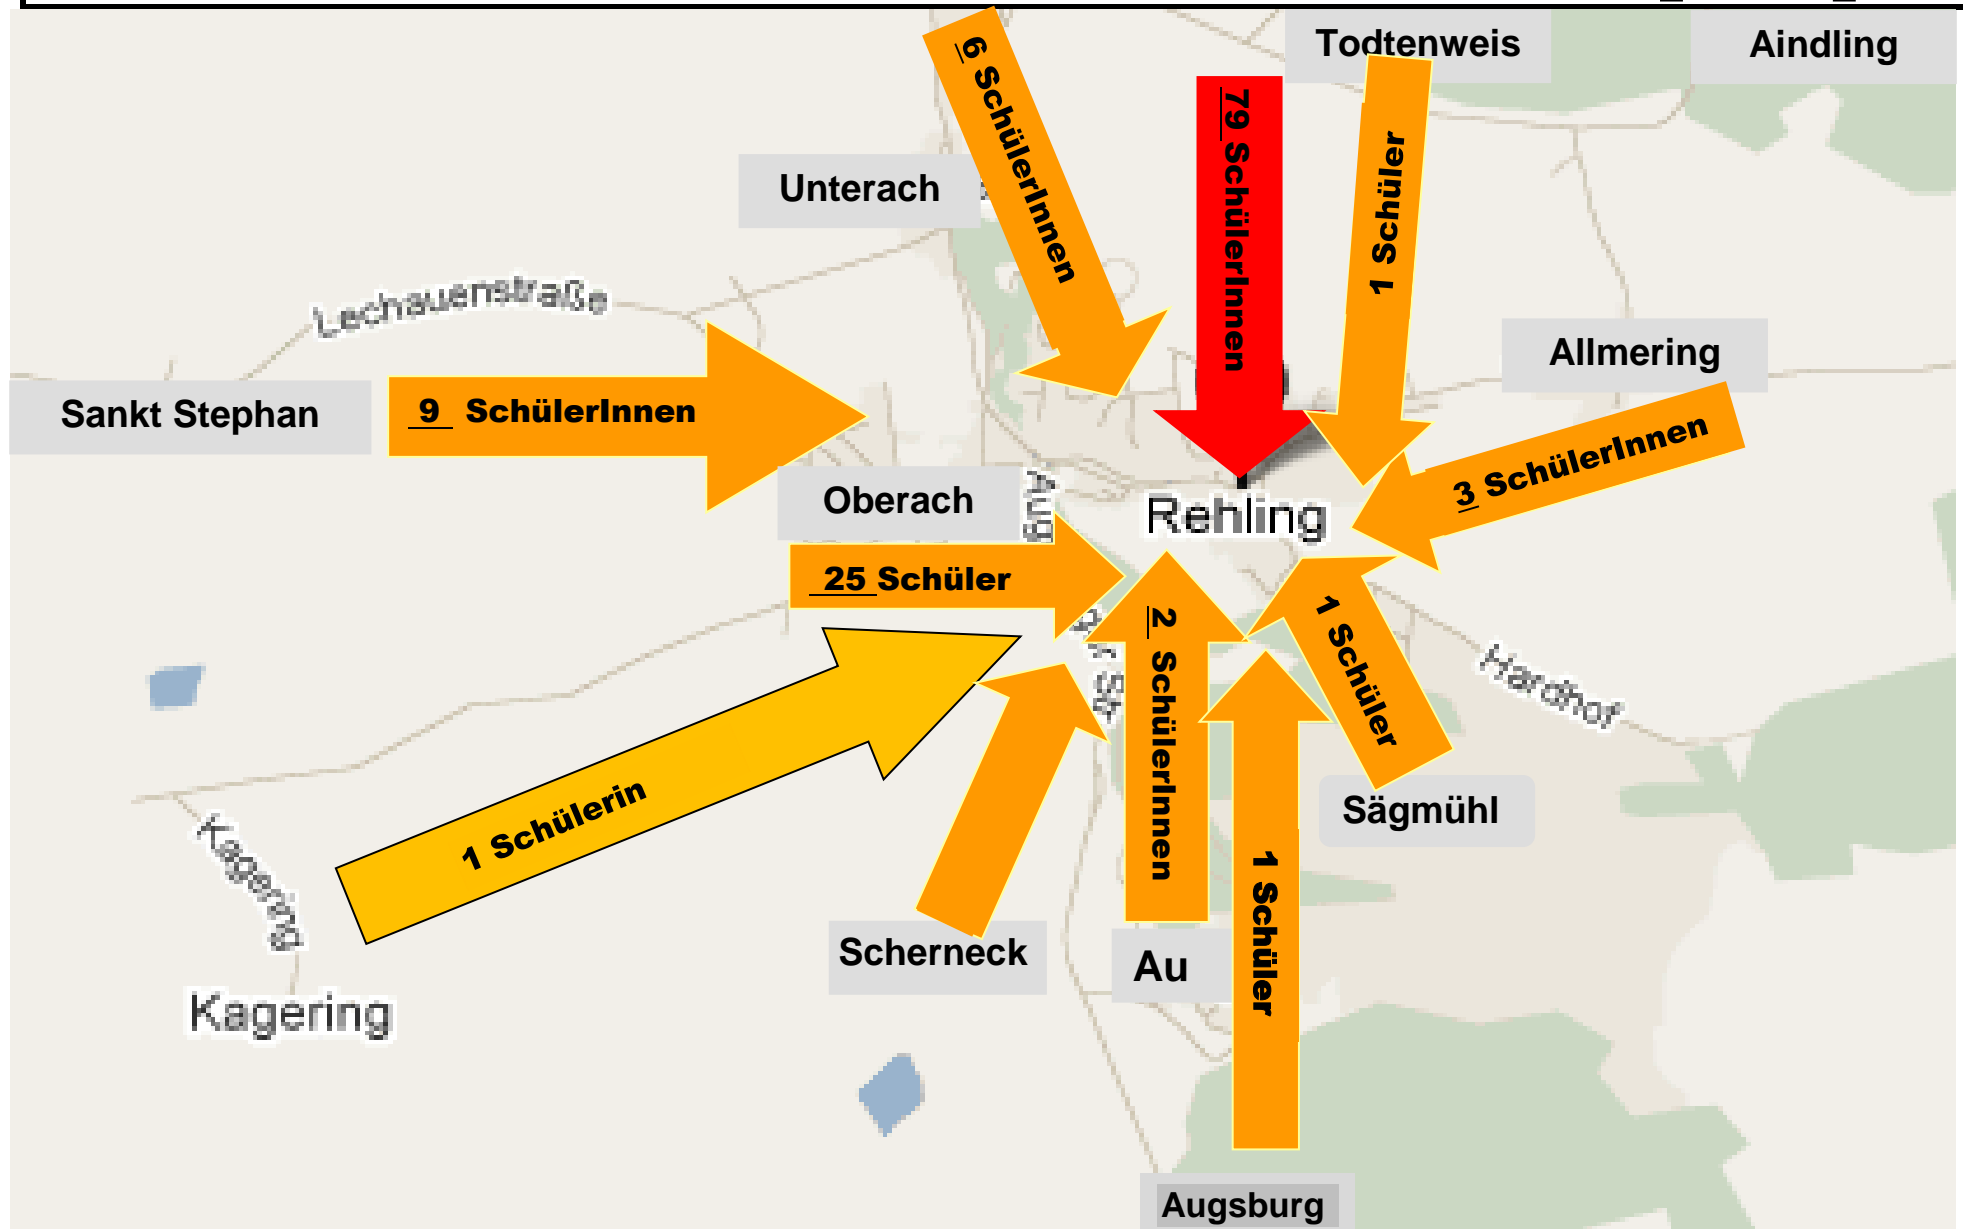 Todtenweis
Aindling
6 SchülerInnen
79 SchülerInnen
1 Schüler
Unterach
Lechauenstraße
Allmering
Sankt Stephan
9 SchülerInnen
3 SchülerInnen
Oberach
Aug
Rehling
25 Schüler
2 SchülerInnen
1 Schüler
Hardhof
1 Schülerin
Sägmühl
Kagering
1 Schüler
Scherneck
Au
Kagering
Augsburg